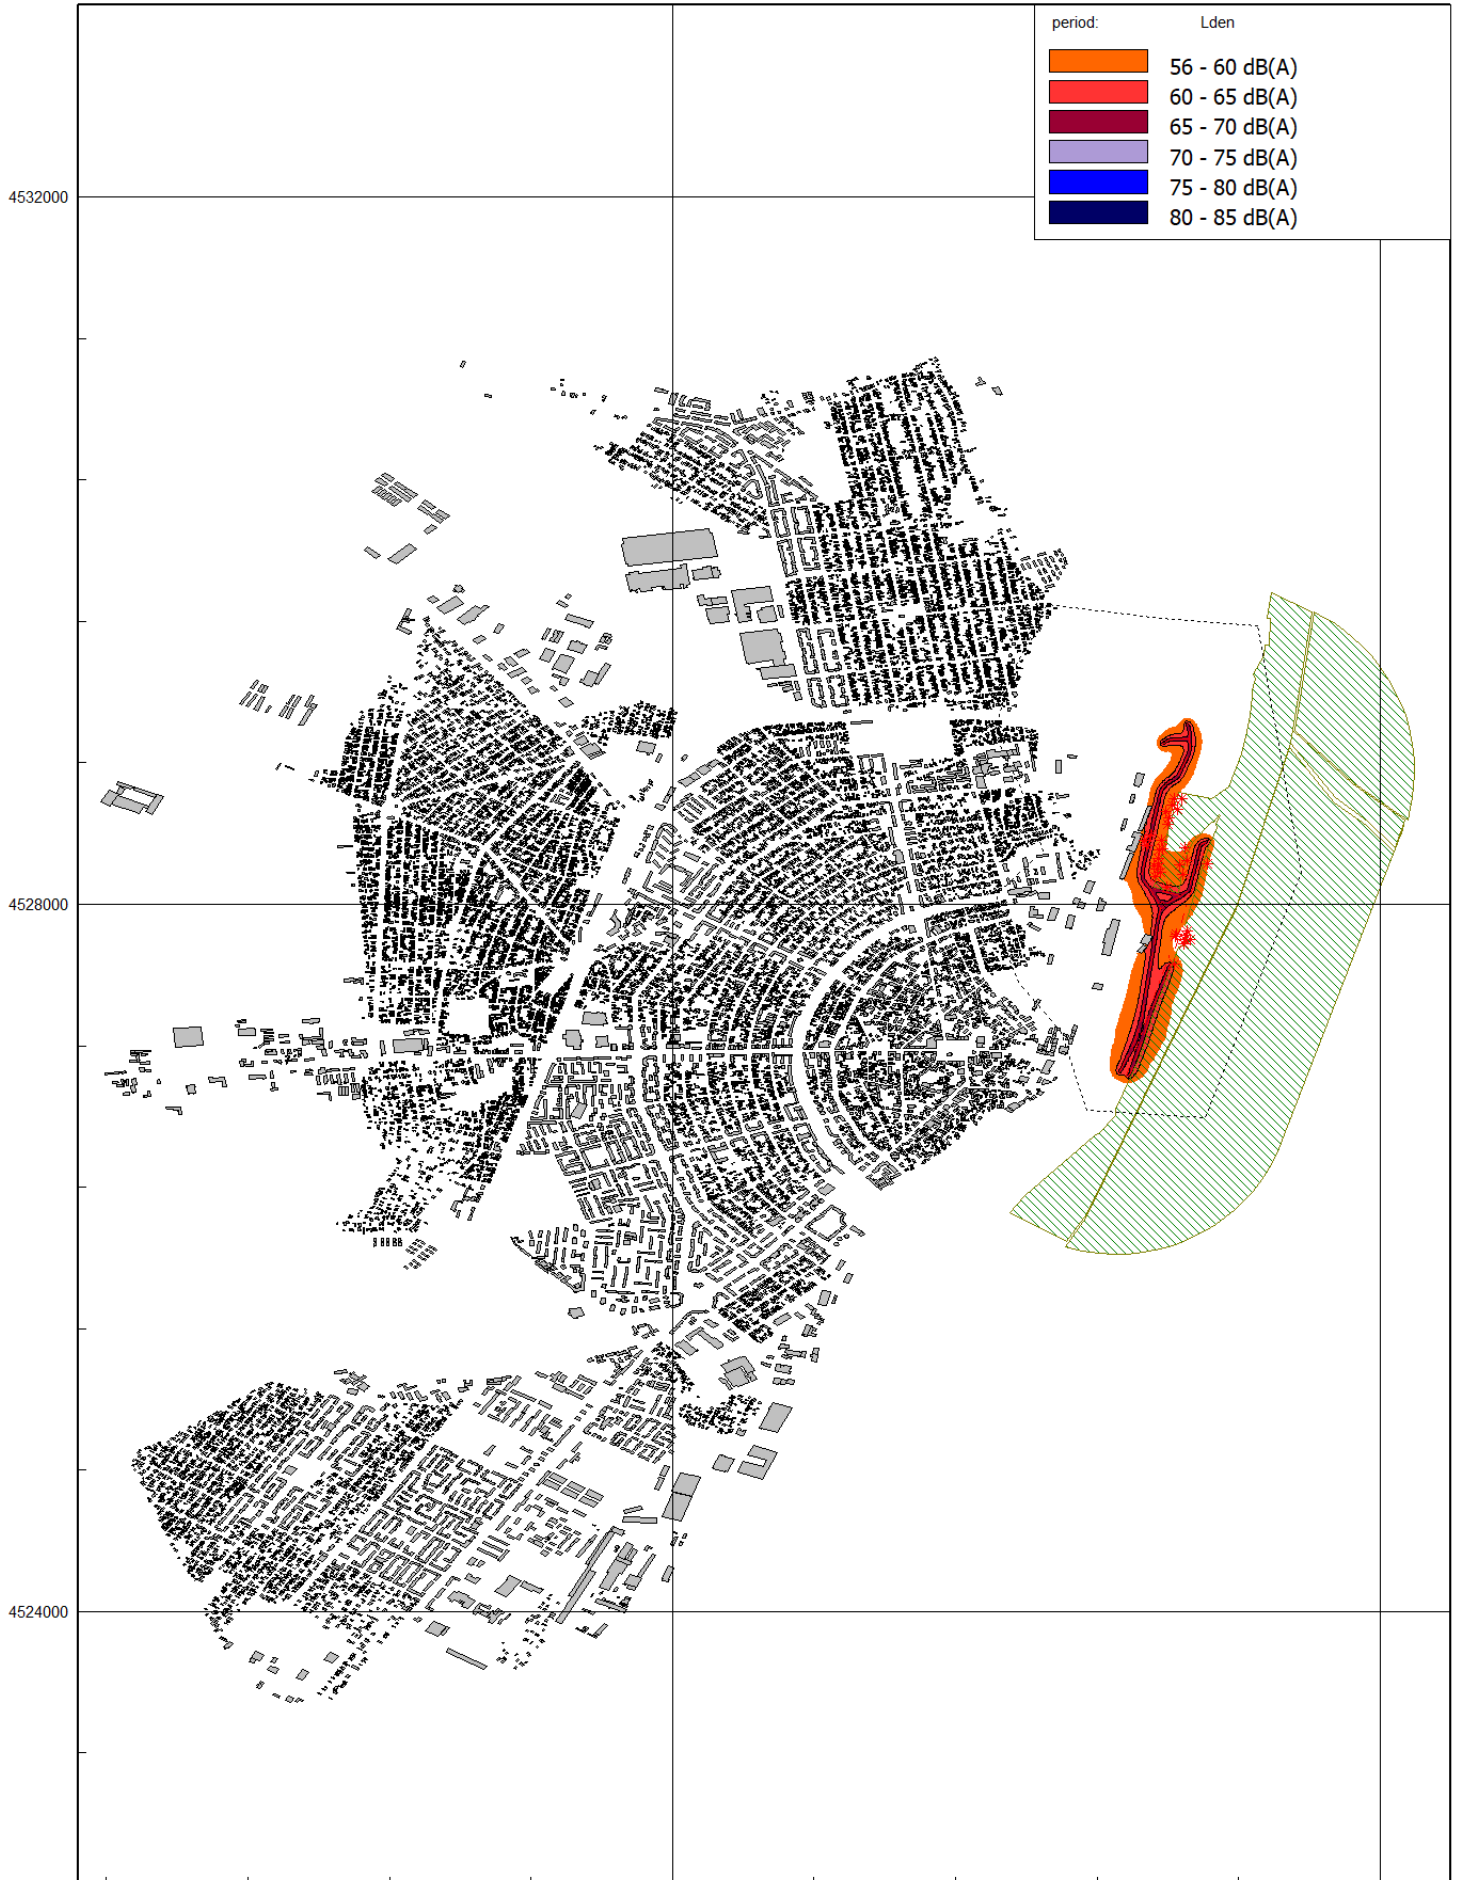 period: Lden
56 - 60 dB(A)
60 - 65 dB(A)
65 - 70 dB(A)
70 - 75 dB(A)
75 - 80 dB(A)
80 - 85 dB(A)
4532000
4528000
4524000